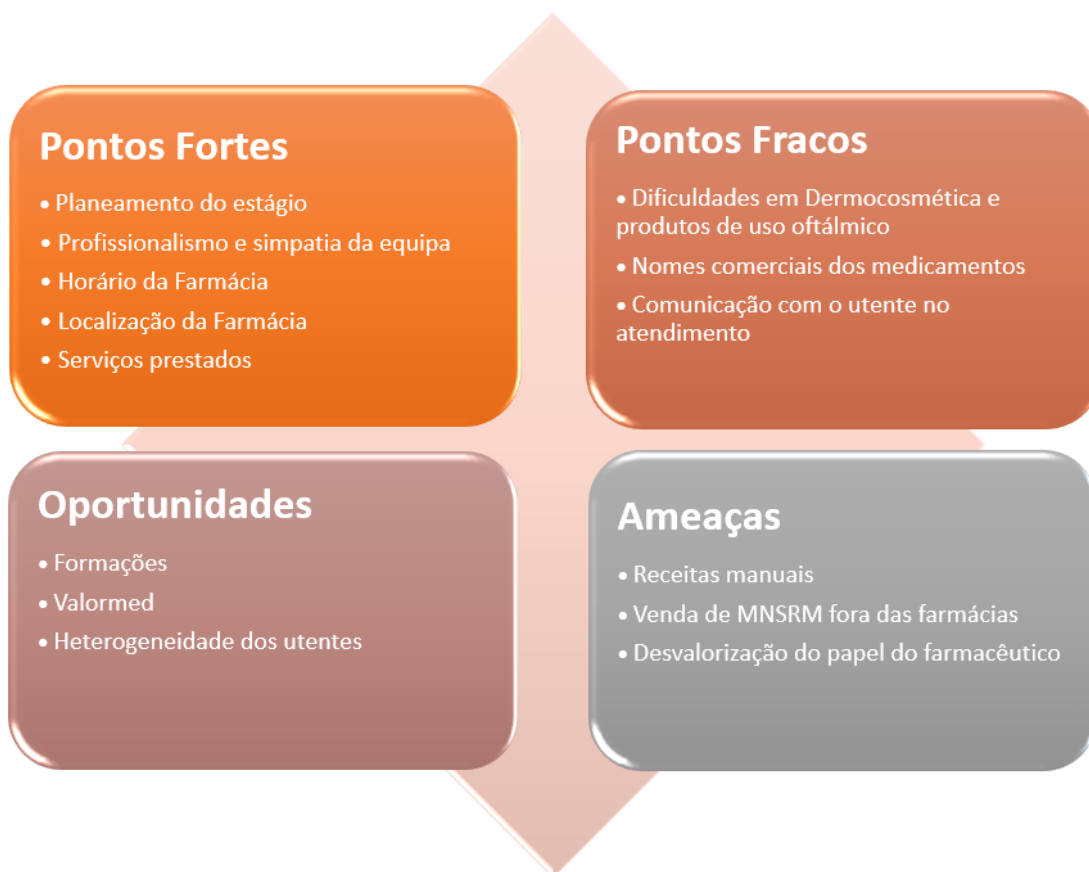 Pontos Fortes
• Planeamento do estágio
• Profissionalismo e simpatia da equipa
• Horário da Farmácia
• Localização da Farmácia
• Serviços prestados
Pontos Fracos
• Dificuldades em Dermocosmética e
produtos de uso oftálmico
• Nomes comerciais dos medicamentos
• Comunicação com o utente no
atendimento
Oportunidades
• Formações
• Valormed
• Heterogeneidade dos utentes
Ameaças
• Receitas manuais
• Venda de MNSRM fora das farmácias
• Desvalorização do papel do farmacêutico